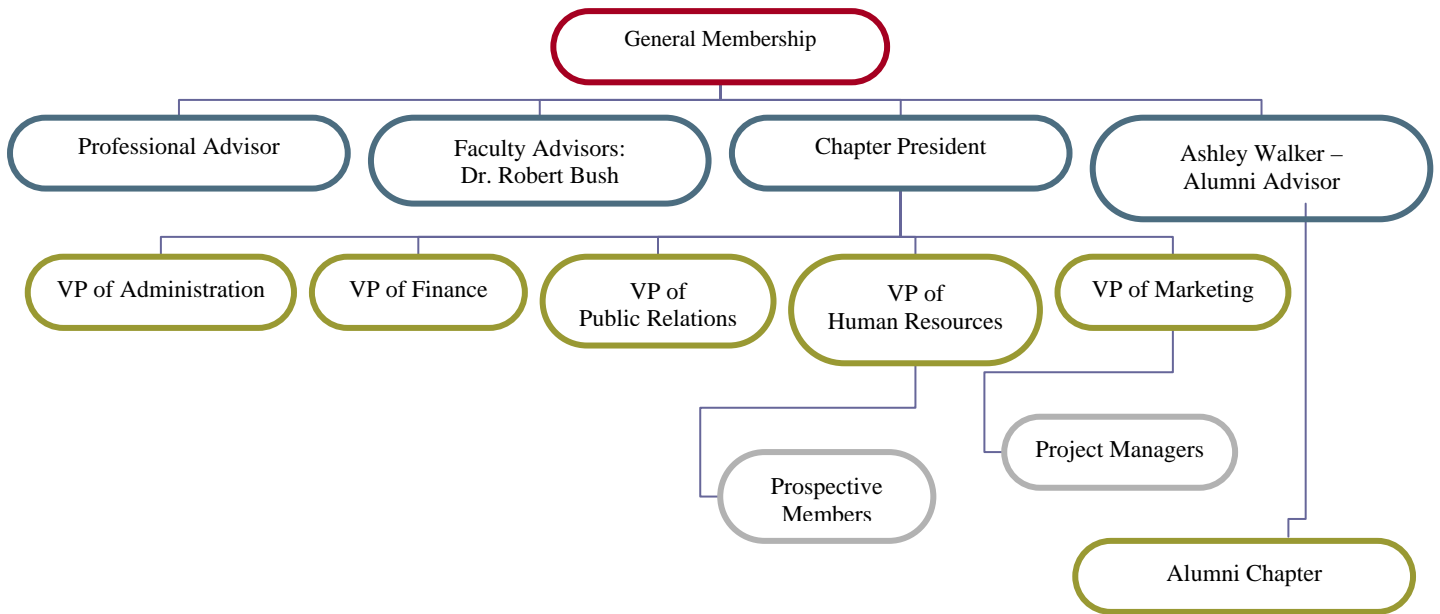 General Membership
Professional Advisor
Faculty Advisors:
Dr. Robert Bush
Chapter President
Ashley Walker –
Alumni Advisor
VP of Administration
VP of Finance
VP of
Public Relations
VP of
Human Resources
VP of Marketing
Project Managers
Prospective
Members
Alumni Chapter